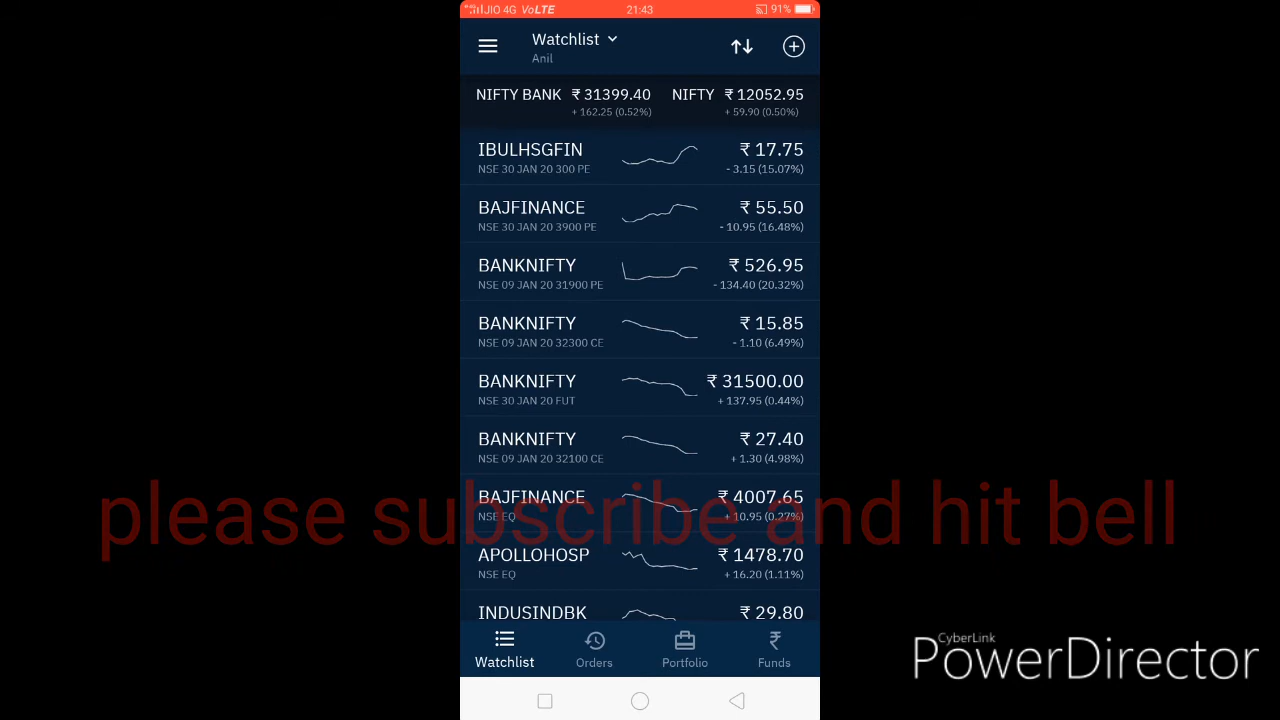 JIO 4G VoLTE 21:43 91%
Watchlist
Anil
NIFTY BANK ₹ 31399.40 NIFTY ₹ 12052.95
+ 162.25 (0.52%) + 59.90 (0.50%)
IBULHSGFIN ₹ 17.75
NSE 30 JAN 20 300 PE - 3.15 (15.07%)
BAJFINANCE ₹ 55.50
NSE 30 JAN 20 3900 PE - 10.95 (16.48%)
BANKNIFTY ₹ 526.95
NSE 09 JAN 20 31900 PE - 134.40 (20.32%)
BANKNIFTY ₹ 15.85
NSE 09 JAN 20 32300 CE - 1.10 (6.49%)
BANKNIFTY ₹ 31500.00
NSE 30 JAN 20 FUT + 137.95 (0.44%)
BANKNIFTY ₹ 27.40
NSE 09 JAN 20 32100 CE + 1.30 (4.98%)
BAJFINANCE ₹ 4007.65
NSE EQ + 10.95 (0.27%)
please subscribe and hit bell
APOLLOHOSP ₹ 1478.70
NSE EQ + 16.20 (1.11%)
INDUSINDBK ₹ 29.80
Watchlist Orders Portfolio Funds
CyberLink
PowerDirector